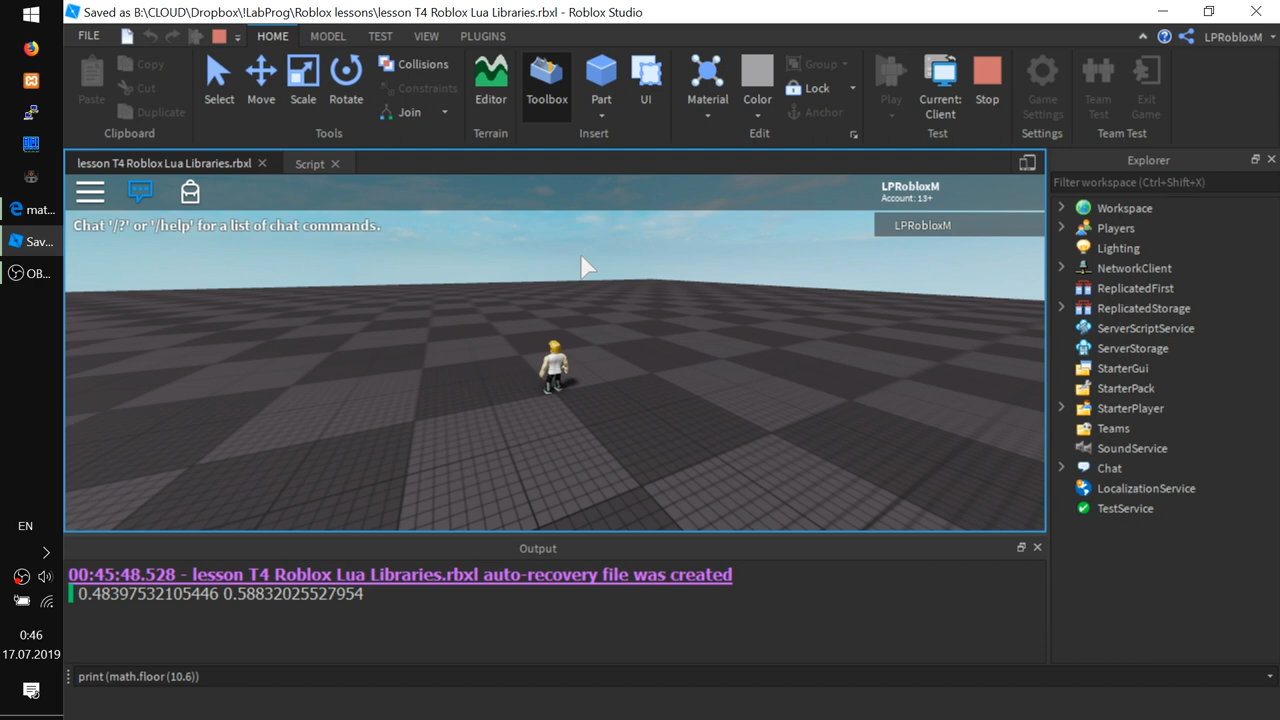 Saved as B:\CLOUD\Dropbox\!LabProg\Roblox lessons\lesson T4 Roblox Lua Libraries.rbxl - Roblox Studio
FILE HOME MODEL TEST VIEW PLUGINS LPRobloxM
Paste Copy Cut Duplicate Clipboard
Select Move Scale Rotate Collisions Constraints Join Tools
Editor Terrain
Toolbox Part UI Insert
Material Color Group Lock Anchor Edit
Play Current: Client Stop Test
Game Settings Settings
Team Test Exit Game Team Test
mat...
Sav...
OB...
EN
0:46
17.07.2019
lesson T4 Roblox Lua Libraries.rbxl Script
LPRobloxM
Account: 13+
Chat '/?' or '/help' for a list of chat commands.
LPRobloxM
Explorer
Filter workspace (Ctrl+Shift+X)
Workspace
Players
Lighting
NetworkClient
ReplicatedFirst
ReplicatedStorage
ServerScriptService
ServerStorage
StarterGui
StarterPack
StarterPlayer
Teams
SoundService
Chat
LocalizationService
TestService
Output
00:45:48.528 - lesson T4 Roblox Lua Libraries.rbxl auto-recovery file was created
0.48397532105446 0.58832025527954
print (math.floor (10.6))